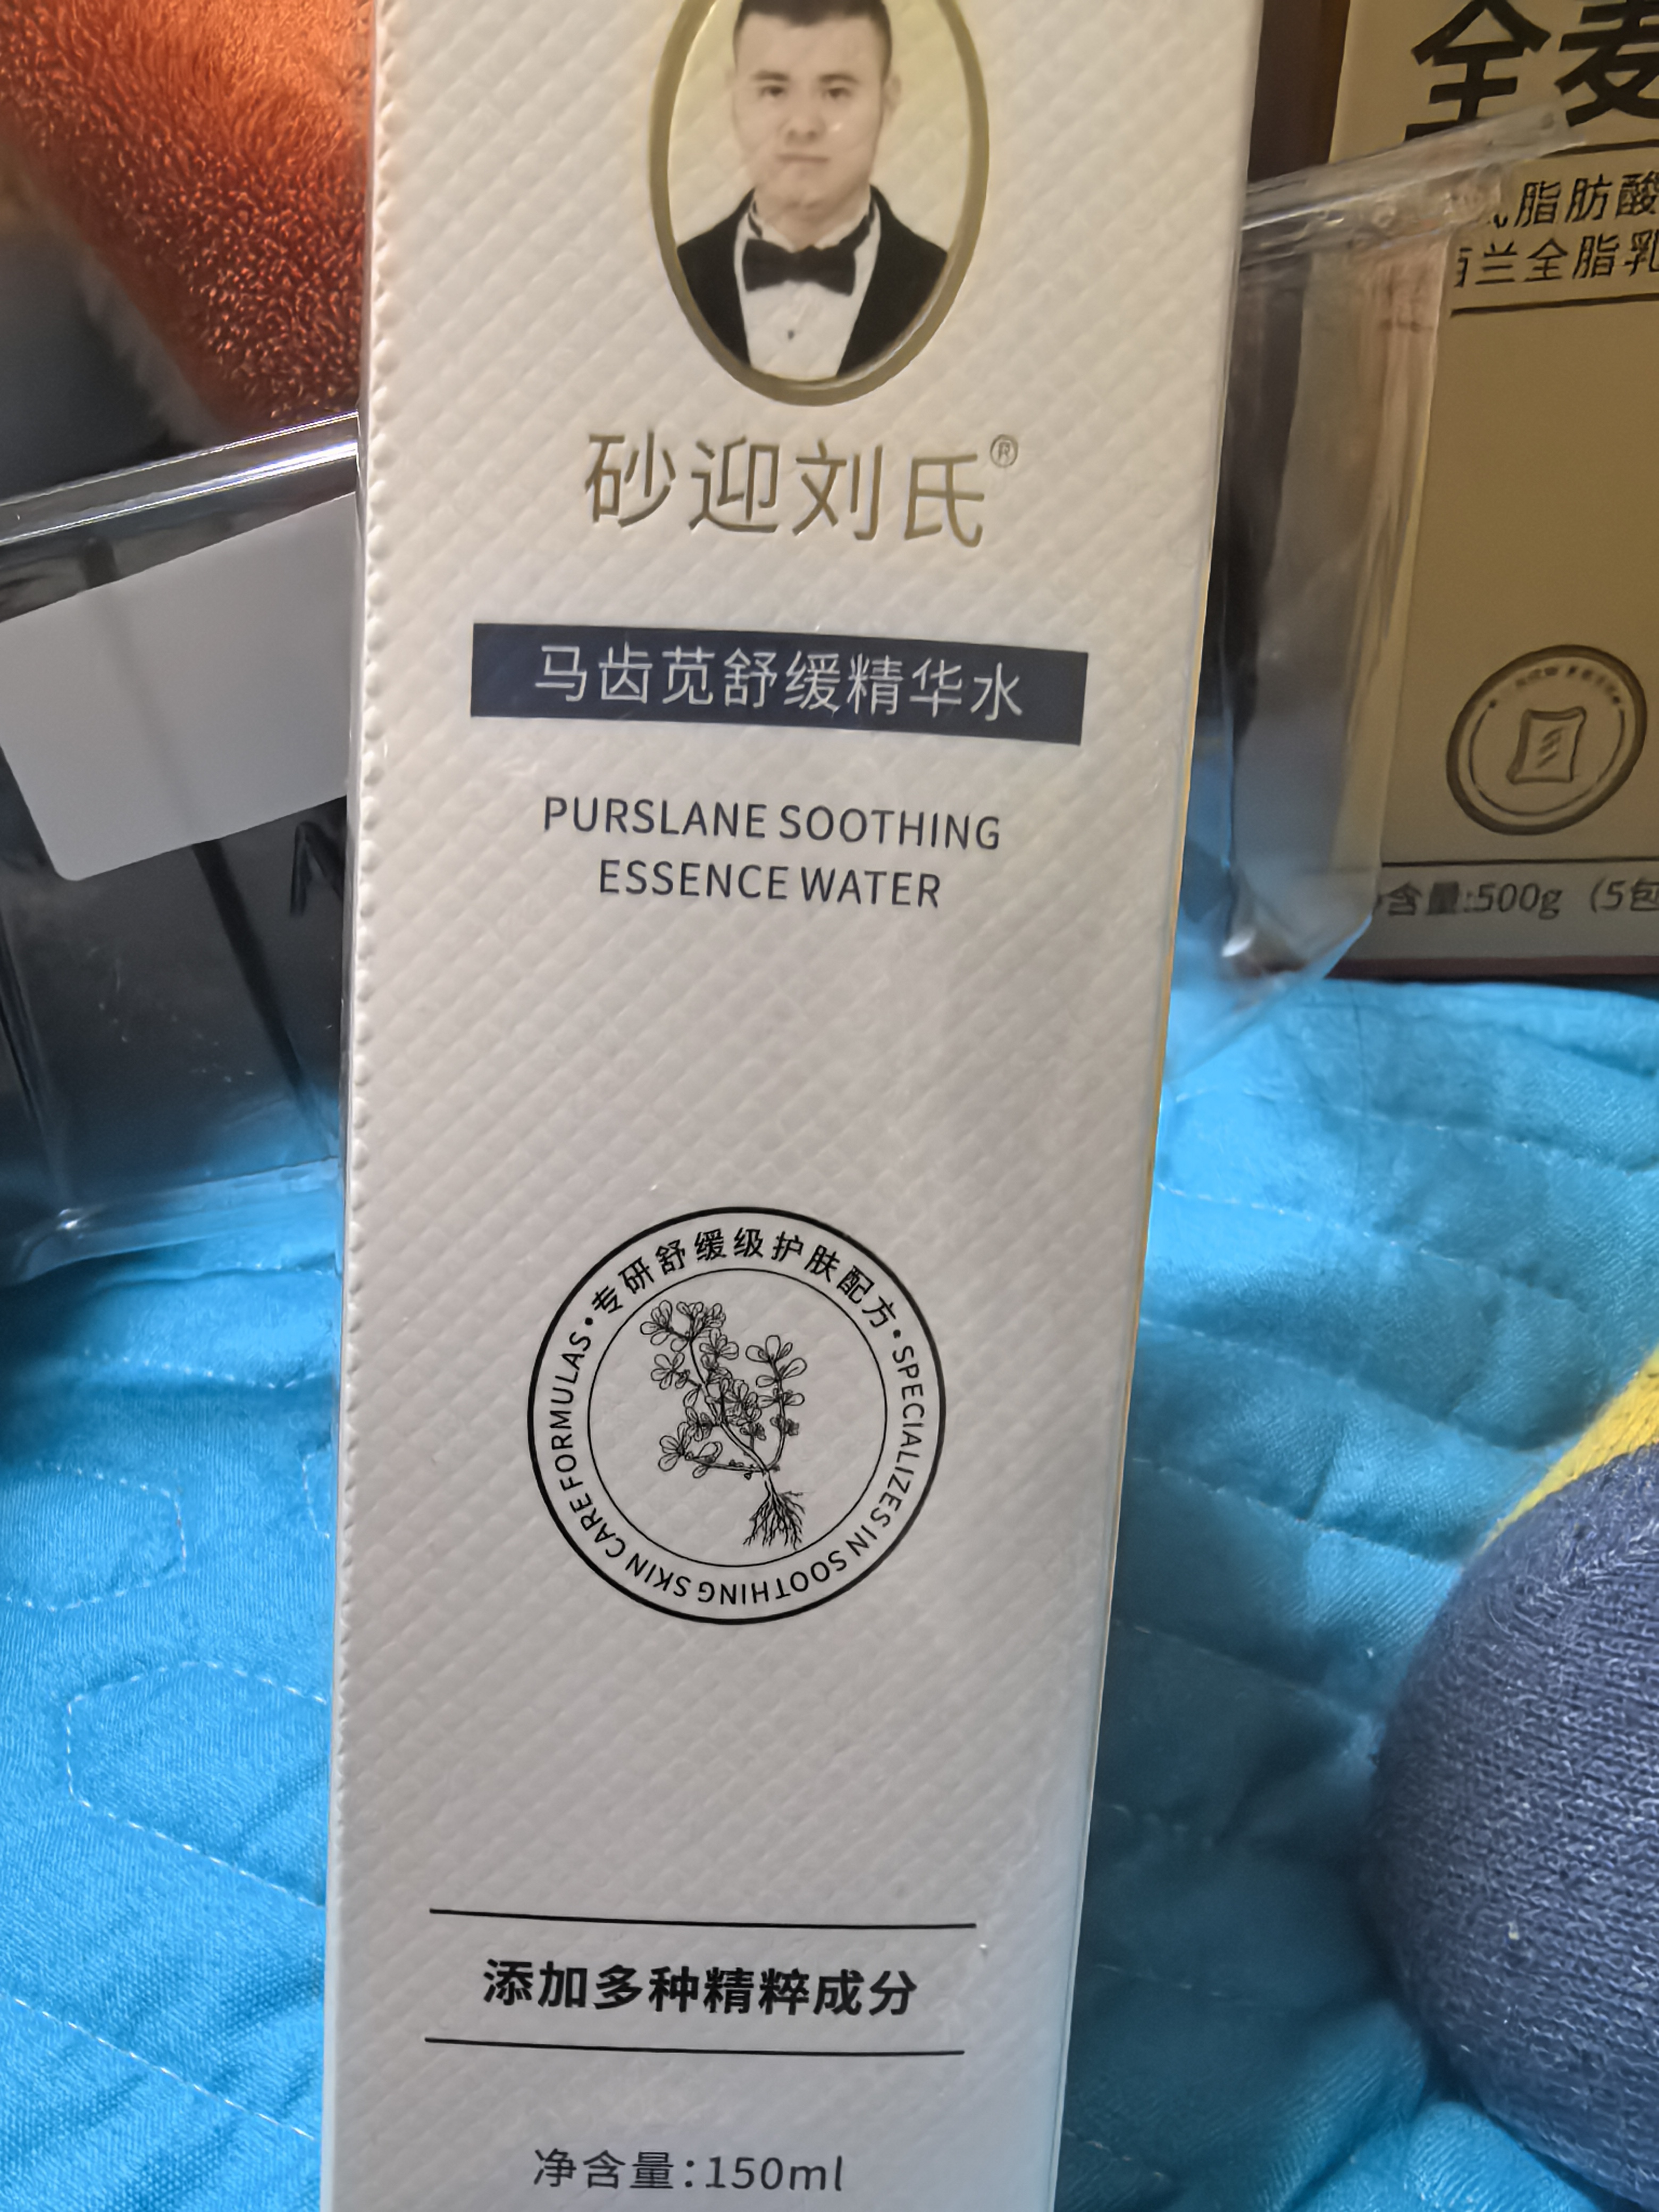 砂迎刘氏®
马齿苋舒缓精华水
PURSLANE SOOTHING
ESSENCE WATER
•专研舒缓级护肤配方•
SPECIALIZES IN SOOTHING SKIN CARE FORMULAS
添加多种精粹成分
净含量:150ml
全麦
脂肪酸
兰全脂乳
含量:500g (5包